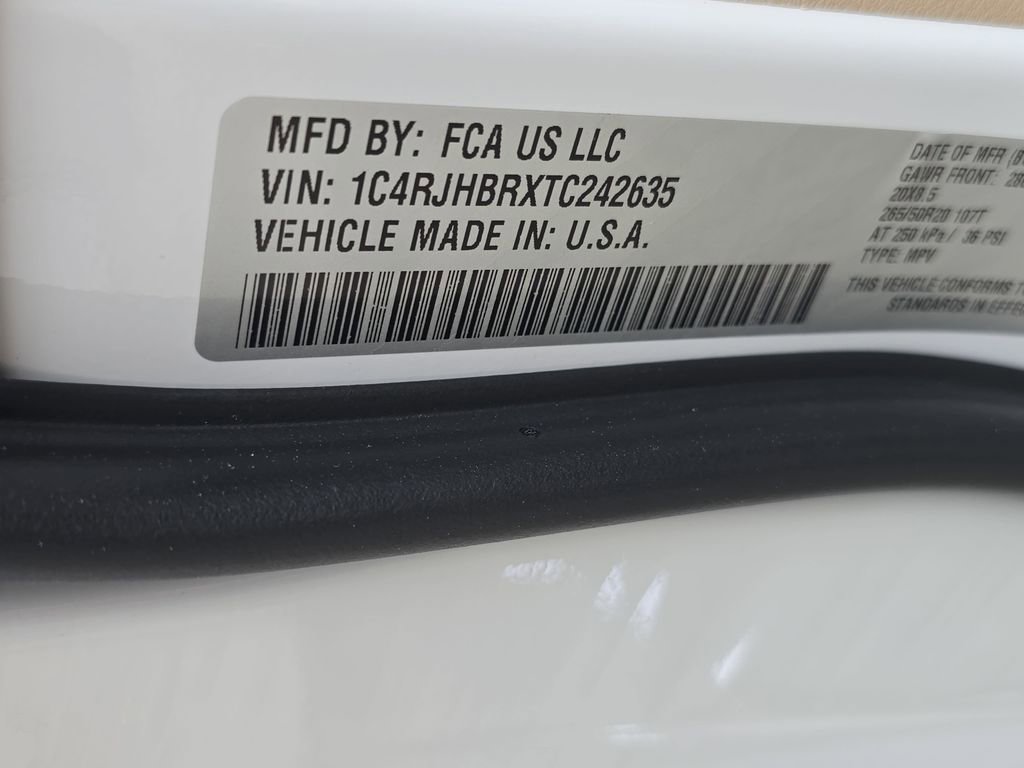 MFD BY: FCA US LLC
VIN: 1C4RJHBRXTC242635
VEHICLE MADE IN: U.S.A.
DATE OF MFR
GAWR FRONT:
20X8.5
265/50R20 107T
AT 250 kPa / 36 PSI
TYPE: MPV
THIS VEHICLE CONFORMS
STANDARDS IN